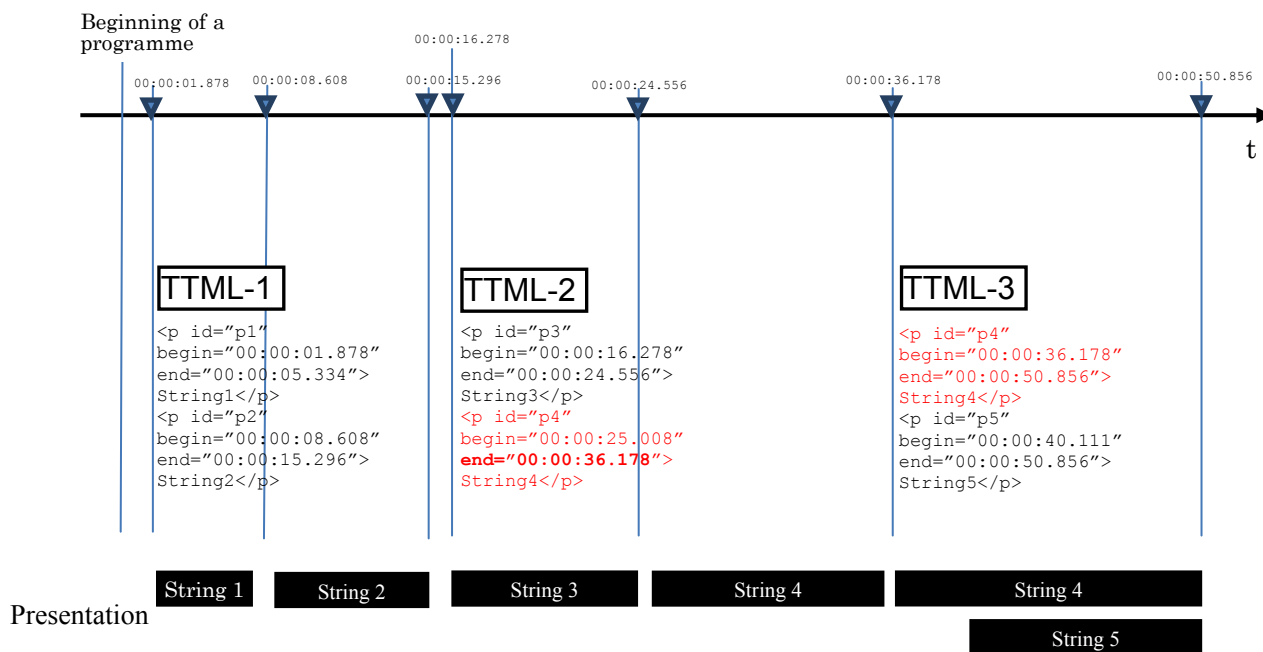 Beginning of a
programme
00:00:16.278
00:00:01.878
00:00:08.608
00:00:15.296
00:00:24.556
00:00:36.178
00:00:50.856
t
TTML-1
<p id=”p1”
begin=”00:00:01.878”
end=”00:00:05.334”>
String1</p>
<p id=”p2”
begin=”00:00:08.608”
end=”00:00:15.296”>
String2</p>
TTML-2
<p id=”p3”
begin=”00:00:16.278”
end=”00:00:24.556”>
String3</p>
<p id=”p4”
begin=”00:00:25.008”
end=”00:00:36.178”>
String4</p>
TTML-3
<p id=”p4”
begin=”00:00:36.178”
end=”00:00:50.856”>
String4</p>
<p id=”p5”
begin=”00:00:40.111”
end=”00:00:50.856”>
String5</p>
Presentation
String 1
String 2
String 3
String 4
String 4
String 5